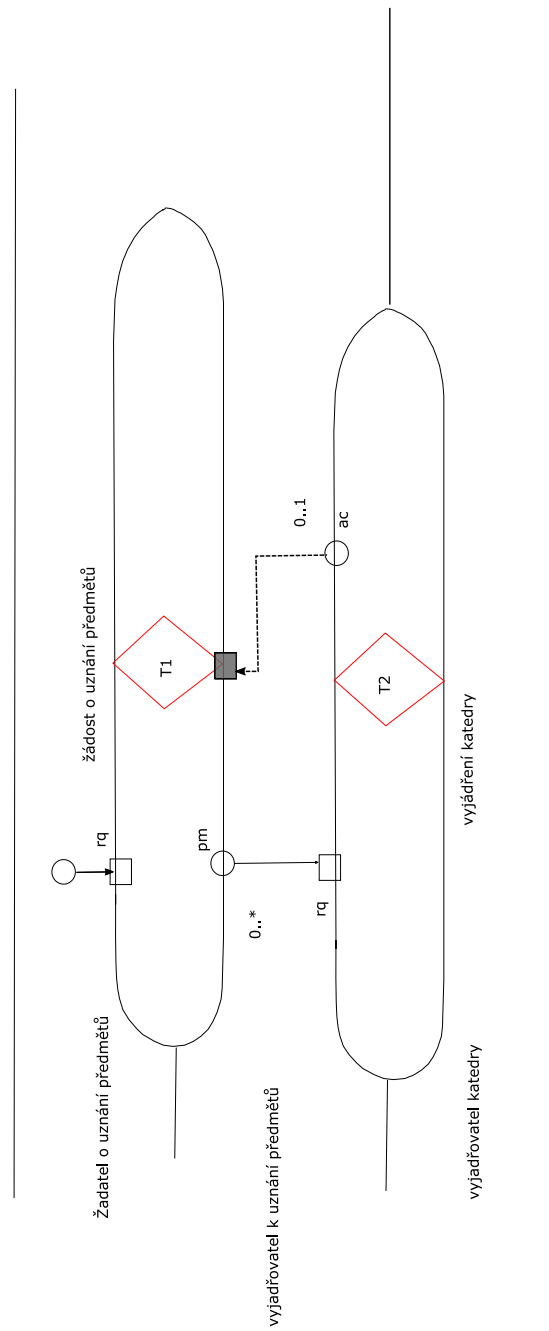 Žadatel o uznání předmětů
rq
žádost o uznání předmětů
T1
pm
0..*
vyjadřovatel k uznání předmětů
0..1
ac
rq
T2
vyjádření katedry
vyjadřovatel katedry